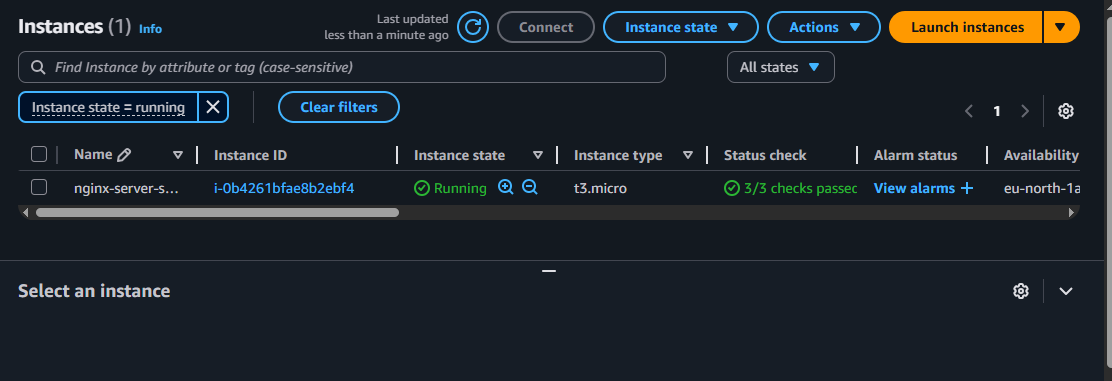 Instances (1) Info
Last updated
less than a minute ago
Connect
Instance state
Actions
Launch instances
Find Instance by attribute or tag (case-sensitive)
All states
Instance state = running
Clear filters
1
Name Instance ID Instance state Instance type Status check Alarm status Availability
nginx-server-s... i-0b4261bfae8b2ebf4 Running t3.micro 3/3 checks passec View alarms + eu-north-1a
Select an instance